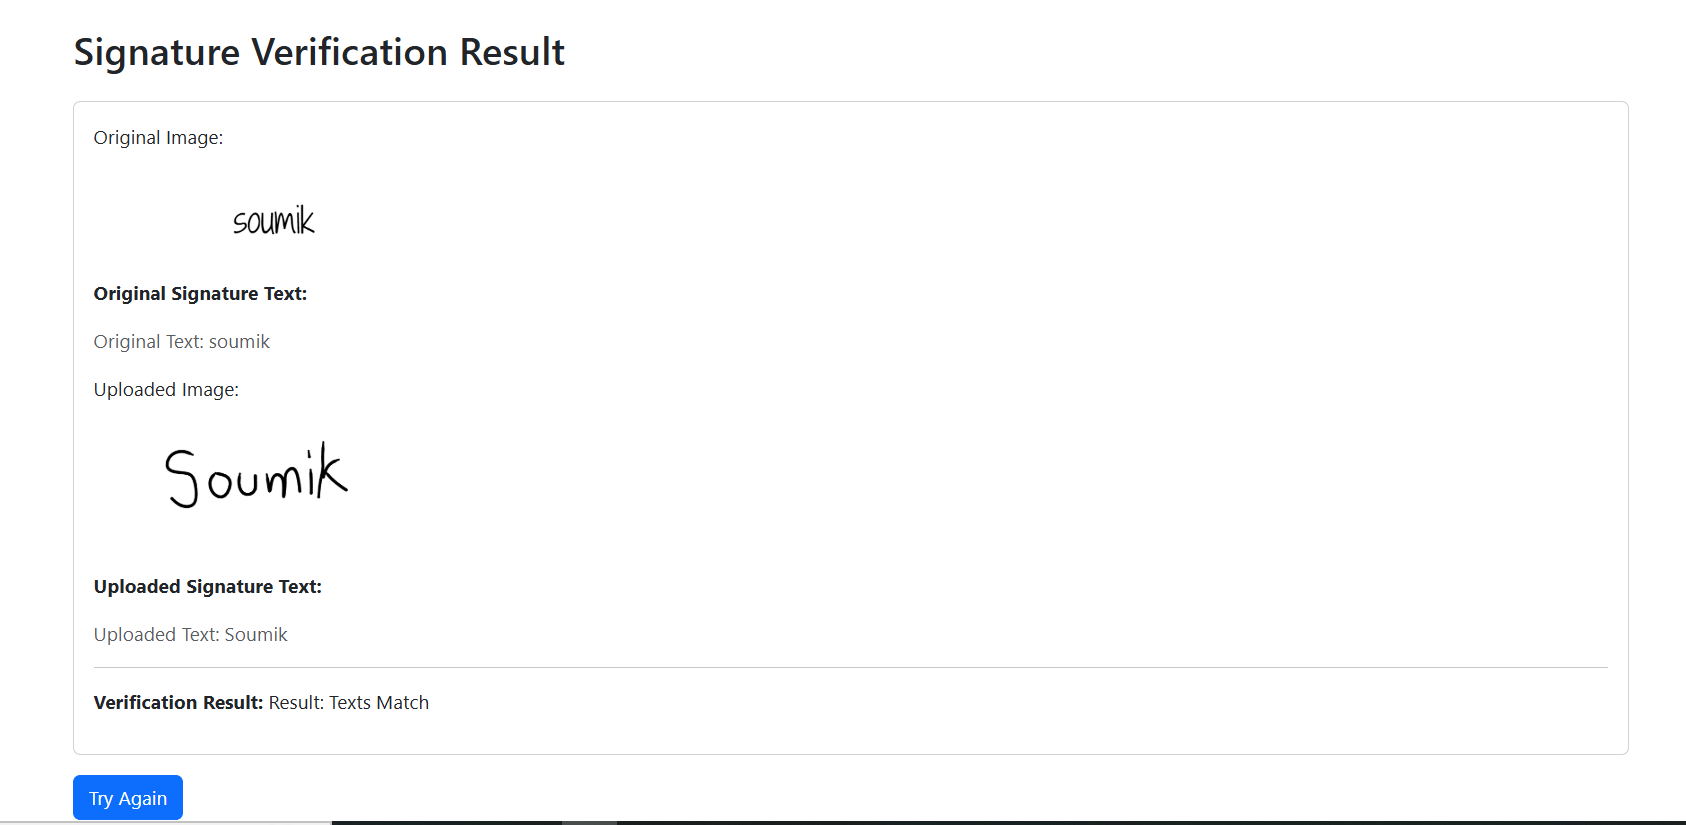 Signature Verification Result
Original Image:
soumik
Original Signature Text:
Original Text: soumik
Uploaded Image:
Soumik
Uploaded Signature Text:
Uploaded Text: Soumik
Verification Result: Result: Texts Match
Try Again